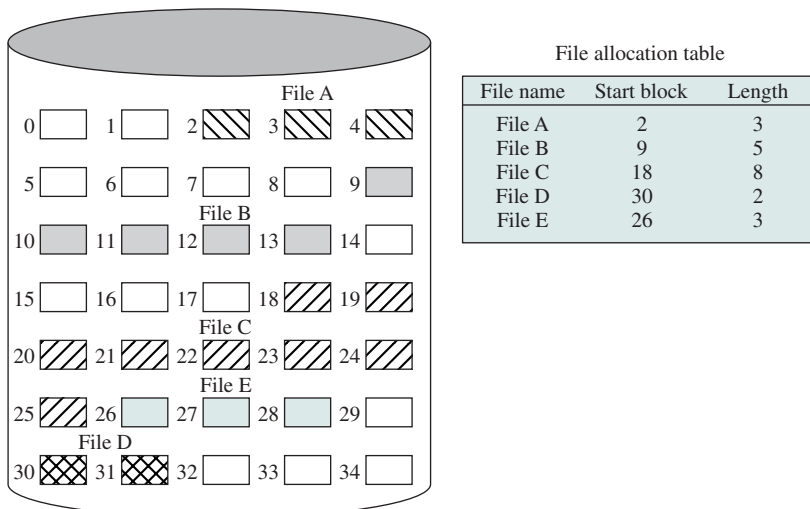 File A
0 1 2 3 4
5 6 7 8 9
File B
10 11 12 13 14
15 16 17 18 19
File C
20 21 22 23 24
File E
25 26 27 28 29
File D
30 31 32 33 34
File allocation table
File name Start block Length
File A 2 3
File B 9 5
File C 18 8
File D 30 2
File E 26 3